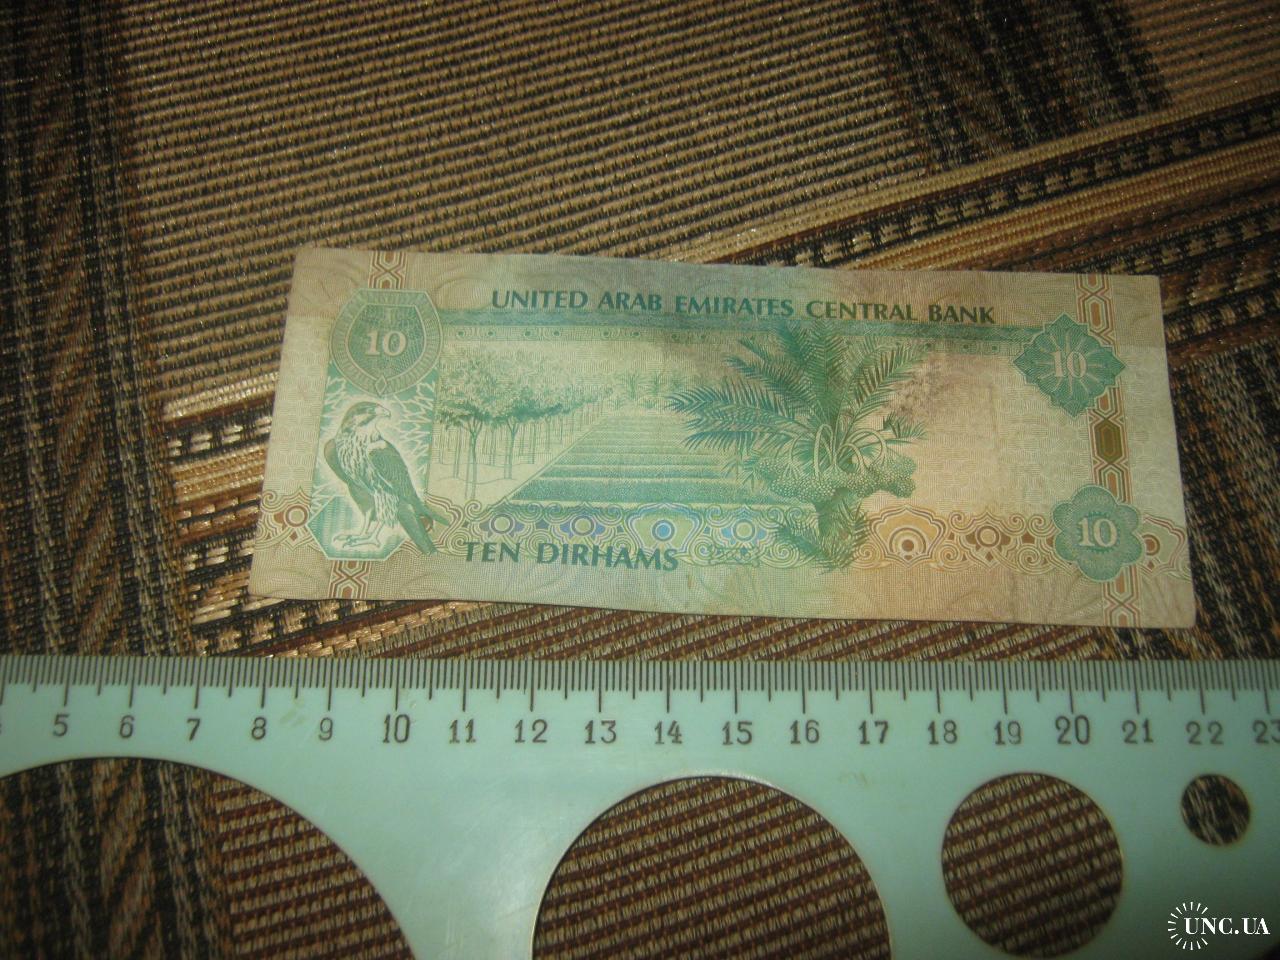 UNITED ARAB EMIRATES CENTRAL BANK
10
10
TEN DIRHAMS
10
5 6 7 8 9 10 11 12 13 14 15 16 17 18 19 20 21 22 23
UNC.UA